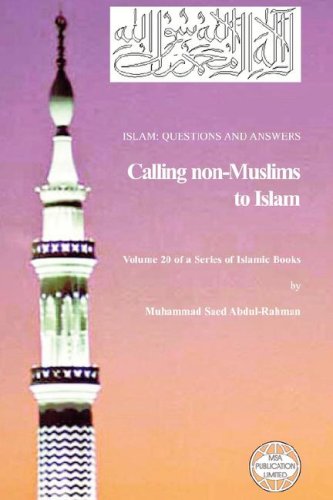 لا إله إلا الله محمد رسول الله
ISLAM: QUESTIONS AND ANSWERS
Calling non-Muslims
to Islam
Volume 20 of a Series of Islamic Books
by
Muhammad Saed Abdul-Rahman
MSA
PUBLICATION
LIMITED